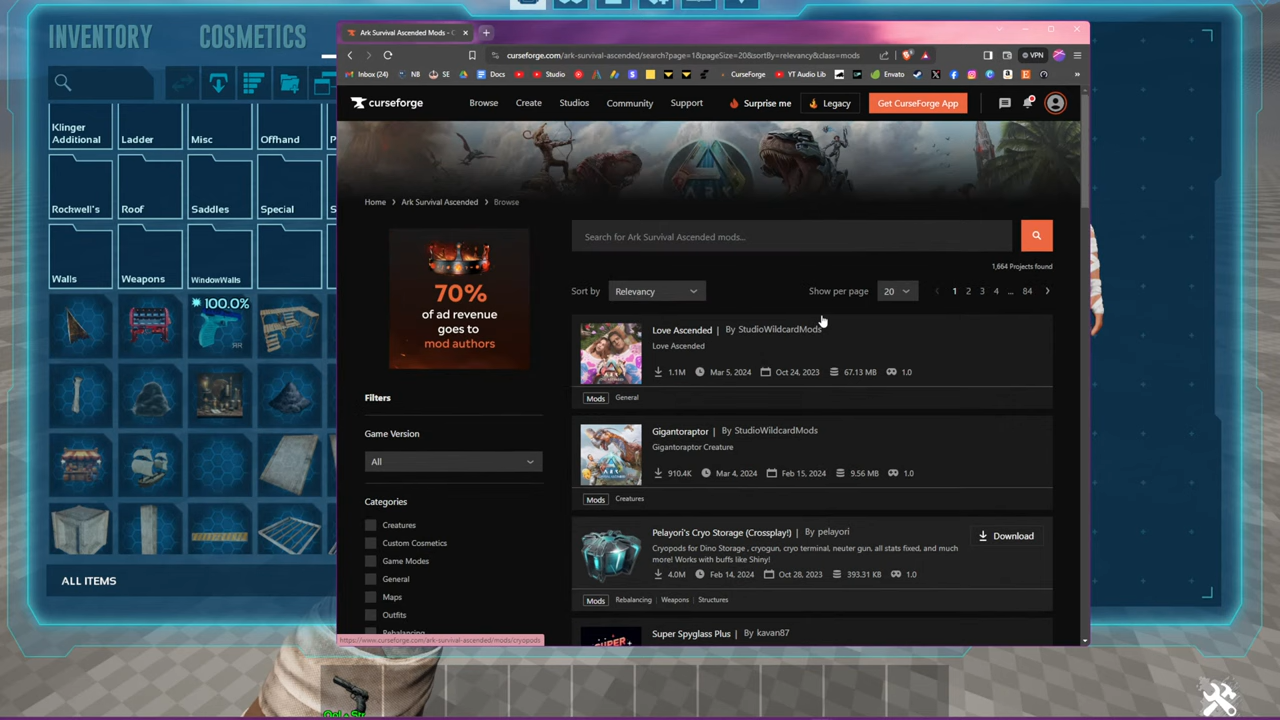 INVENTORY COSMETICS
Klinger Additional
Ladder
Misc
Offhand
Rockwell's
Roof
Saddles
Special
Walls
Weapons
WindowWalls
100.0%
RR
ALL ITEMS
Ark Survival Ascended Mods - C
curseforge.com/ark-survival-ascended/search?page=1&pageSize=20&sortBy=relevancy&class=mods
VPN
Inbox (24) NB SE Docs Studio CurseForge YT Audio Lib Envato
CURSEFORGE Browse Create Studios Community Support Surprise me Legacy Get CurseForge App
Home > Ark Survival Ascended > Browse
70%
of ad revenue
goes to
mod authors
Search for Ark Survival Ascended mods...
1,664 Projects found
Sort by Relevancy Show per page 20 1 2 3 4 ... 84
Love Ascended | By StudioWildcardMods
Love Ascended
1.1M Mar 5, 2024 Oct 24, 2023 67.13 MB 1.0
Mods General
Filters
Game Version
All
Categories
Creatures
Custom Cosmetics
Game Modes
General
Maps
Outfits
Rebalancing
Gigantoraptor | By StudioWildcardMods
Gigantoraptor Creature
910.4K Mar 4, 2024 Feb 15, 2024 9.56 MB 1.0
Mods Creatures
Pelayori's Cryo Storage (Crossplay!) | By pelayori
Download
Cryopods for Dino Storage , cryogun, cryo terminal, neuter gun, all stats fixed, and much
more! Works with buffs like Shiny!
4.0M Feb 14, 2024 Oct 28, 2023 393.31 KB 1.0
Mods Rebalancing | Weapons | Structures
Super Spyglass Plus | By kavan87
SUPER
https://www.curseforge.com/ark-survival-ascended/mods/cryopods